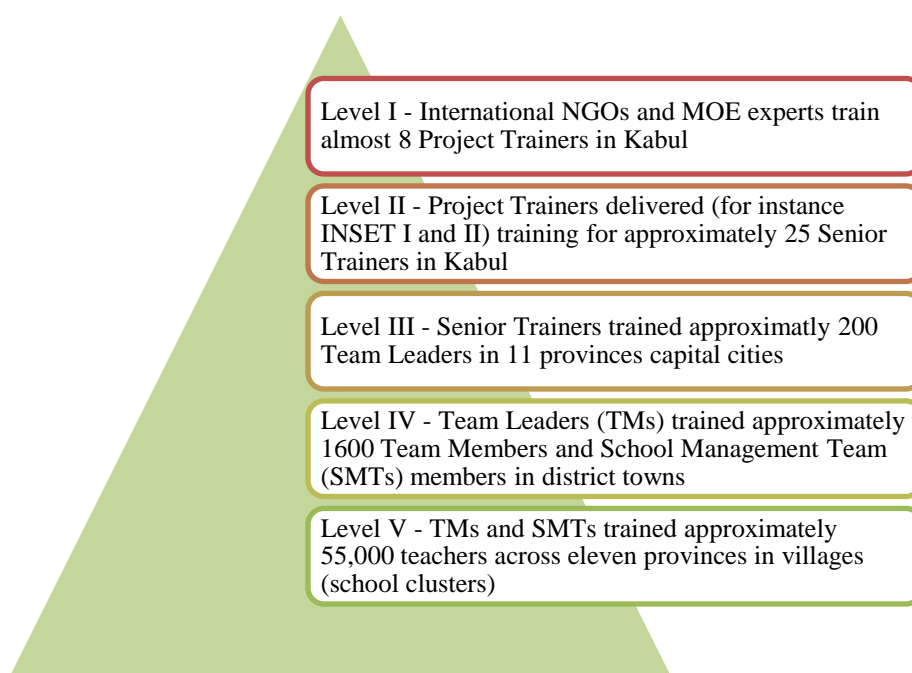 Level I - International NGOs and MOE experts train
almost 8 Project Trainers in Kabul
Level II - Project Trainers delivered (for instance
INSET I and II) training for approximately 25 Senior
Trainers in Kabul
Level III - Senior Trainers trained approximatly 200
Team Leaders in 11 provinces capital cities
Level IV - Team Leaders (TMs) trained approximately
1600 Team Members and School Management Team
(SMTs) members in district towns
Level V - TMs and SMTs trained approximately
55,000 teachers across eleven provinces in villages
(school clusters)